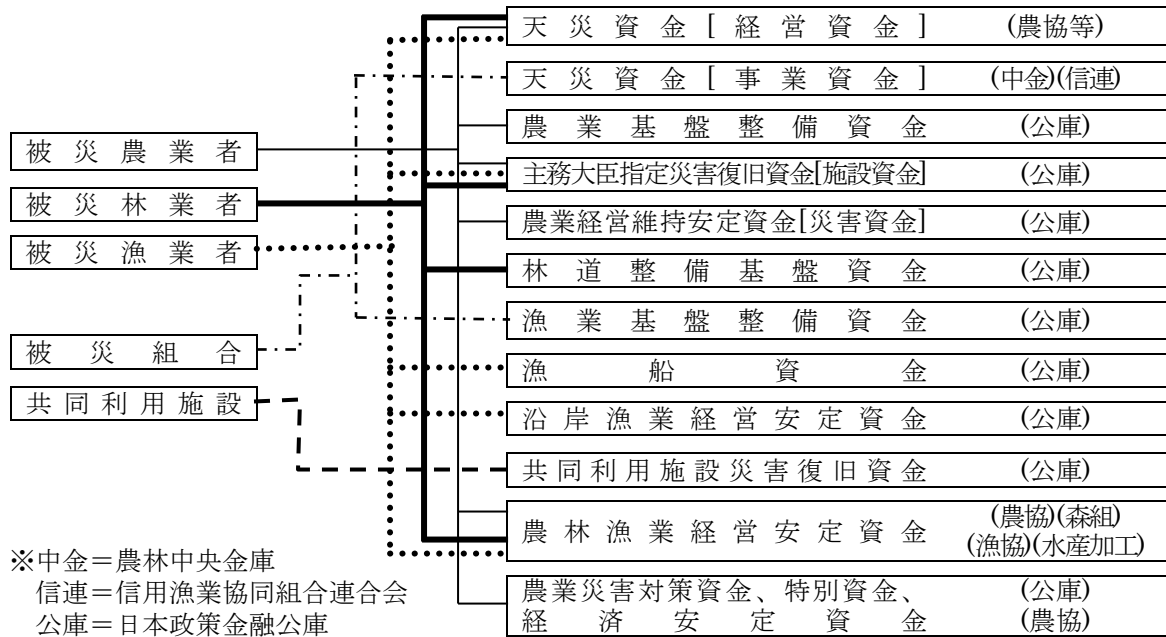 被災農業者
被災林業者
被災漁業者
被災組合
共同利用施設
天災資金[経営資金] (農協等)
天災資金[事業資金] (中金)(信連)
農業基盤整備資金 (公庫)
主務大臣指定災害復旧資金[施設資金] (公庫)
農業経営維持安定資金[災害資金] (公庫)
林道整備基盤資金 (公庫)
漁業基盤整備資金 (公庫)
漁船資金 (公庫)
沿岸漁業経営安定資金 (公庫)
共同利用施設災害復旧資金 (公庫)
農林漁業経営安定資金 (農協)(森組)
(漁協)(水産加工)
農業災害対策資金、特別資金、 (公庫)
経済安定資金 (農協)
※中金＝農林中央金庫
信連＝信用漁業協同組合連合会
公庫＝日本政策金融公庫